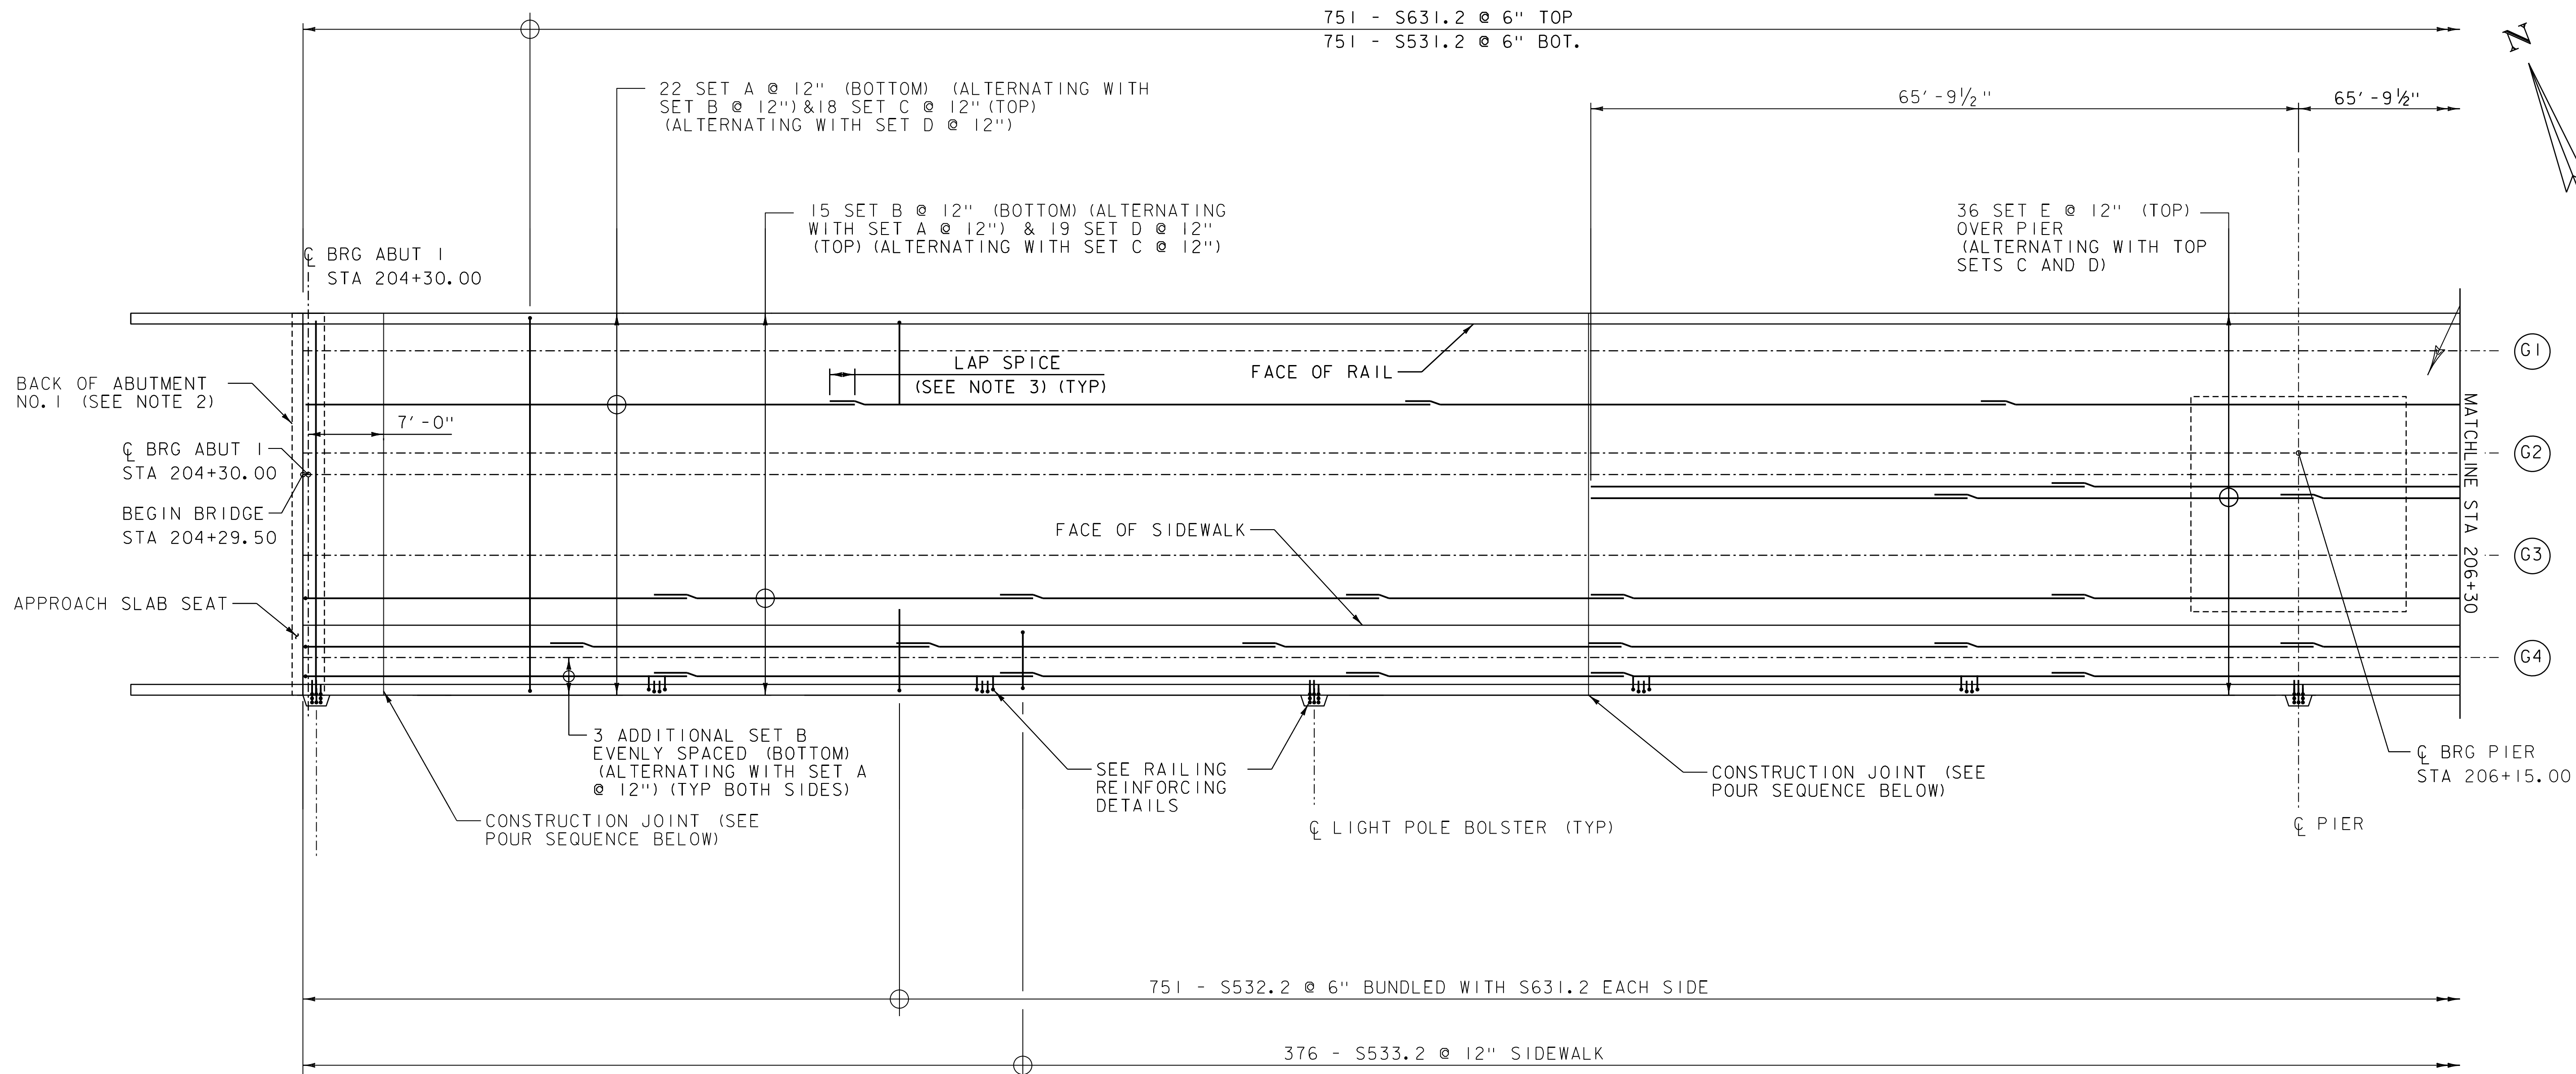 751 - S631.2 @ 6" TOP
751 - S531.2 @ 6" BOT.
N
22 SET A @ 12" (BOTTOM) (ALTERNATING WITH
SET B @ 12") &18 SET C @ 12" (TOP)
(ALTERNATING WITH SET D @ 12")
65'-9½"
65'-9½"
15 SET B @ 12" (BOTTOM) (ALTERNATING
WITH SET A @ 12") & 19 SET D @ 12"
(TOP) (ALTERNATING WITH SET C @ 12")
36 SET E @ 12" (TOP)
OVER PIER
(ALTERNATING WITH TOP
SETS C AND D)
℄ BRG ABUT 1
STA 204+30.00
LAP SPICE
(SEE NOTE 3) (TYP)
FACE OF RAIL
G1
BACK OF ABUTMENT
NO.1 (SEE NOTE 2)
7'-0"
℄ BRG ABUT 1
STA 204+30.00
G2
MATCHLINE STA 206+30
BEGIN BRIDGE
STA 204+29.50
FACE OF SIDEWALK
G3
APPROACH SLAB SEAT
G4
3 ADDITIONAL SET B
EVENLY SPACED (BOTTOM)
(ALTERNATING WITH SET A
@ 12") (TYP BOTH SIDES)
SEE RAILING
REINFORCING
DETAILS
CONSTRUCTION JOINT (SEE
POUR SEQUENCE BELOW)
℄ BRG PIER
STA 206+15.00
CONSTRUCTION JOINT (SEE
POUR SEQUENCE BELOW)
℄ LIGHT POLE BOLSTER (TYP)
℄ PIER
751 - S532.2 @ 6" BUNDLED WITH S631.2 EACH SIDE
376 - S533.2 @ 12" SIDEWALK